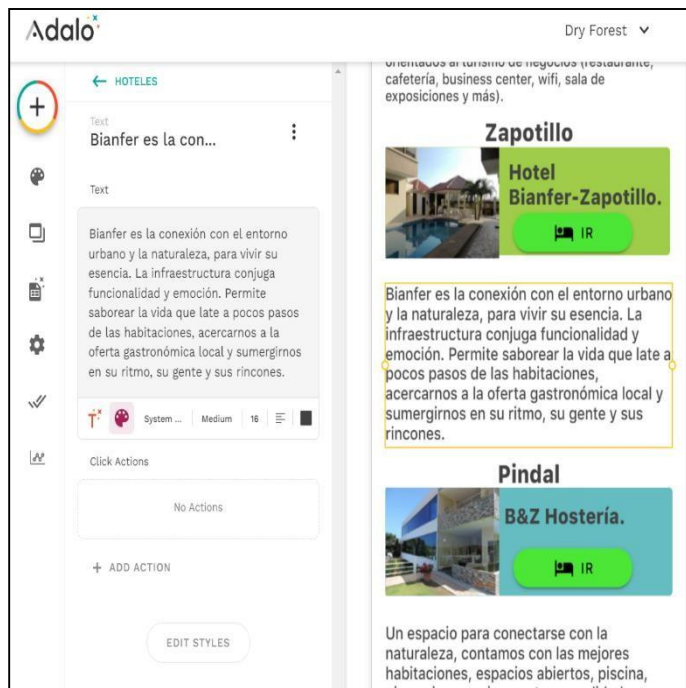 Adalo
Dry Forest
← HOTELES
Text
Bianfer es la con...
Text
Bianfer es la conexión con el entorno
urbano y la naturaleza, para vivir su
esencia. La infraestructura conjuga
funcionalidad y emoción. Permite
saborear la vida que late a pocos pasos
de las habitaciones, acercarnos a la
oferta gastronómica local y sumergirnos
en su ritmo, su gente y sus rincones.
System ... Medium 16
Click Actions
No Actions
+ ADD ACTION
EDIT STYLES
orientados al turismo de negocios (restaurante,
cafetería, business center, wifi, sala de
exposiciones y más).
Zapotillo
Hotel
Bianfer-Zapotillo.
IR
Bianfer es la conexión con el entorno urbano
y la naturaleza, para vivir su esencia. La
infraestructura conjuga funcionalidad y
emoción. Permite saborear la vida que late a
pocos pasos de las habitaciones,
acercarnos a la oferta gastronómica local y
sumergirnos en su ritmo, su gente y sus
rincones.
Pindal
B&Z Hostería.
IR
Un espacio para conectarse con la
naturaleza, contamos con las mejores
habitaciones, espacios abiertos, piscina,